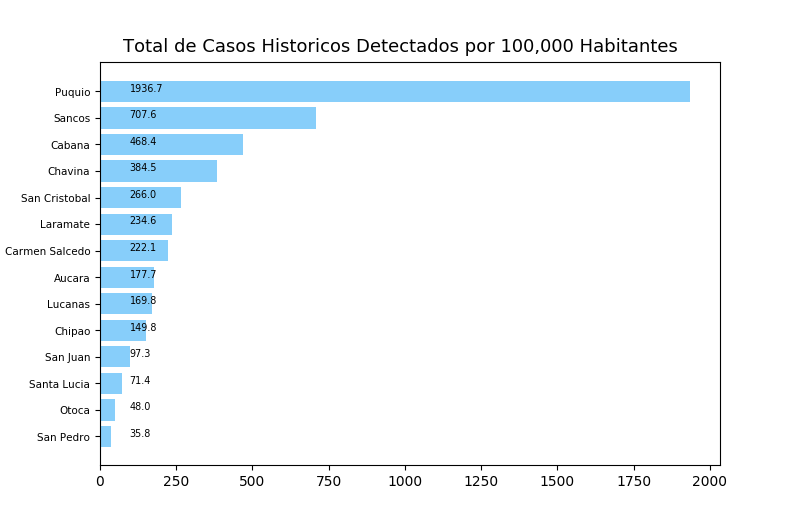 Total de Casos Historicos Detectados por 100,000 Habitantes
Puquio 1936.7
Sancos 707.6
Cabana 468.4
Chavina 384.5
San Cristobal 266.0
Laramate 234.6
Carmen Salcedo 222.1
Aucara 177.7
Lucanas 169.8
Chipao 149.8
San Juan 97.3
Santa Lucia 71.4
Otoca 48.0
San Pedro 35.8
0 250 500 750 1000 1250 1500 1750 2000